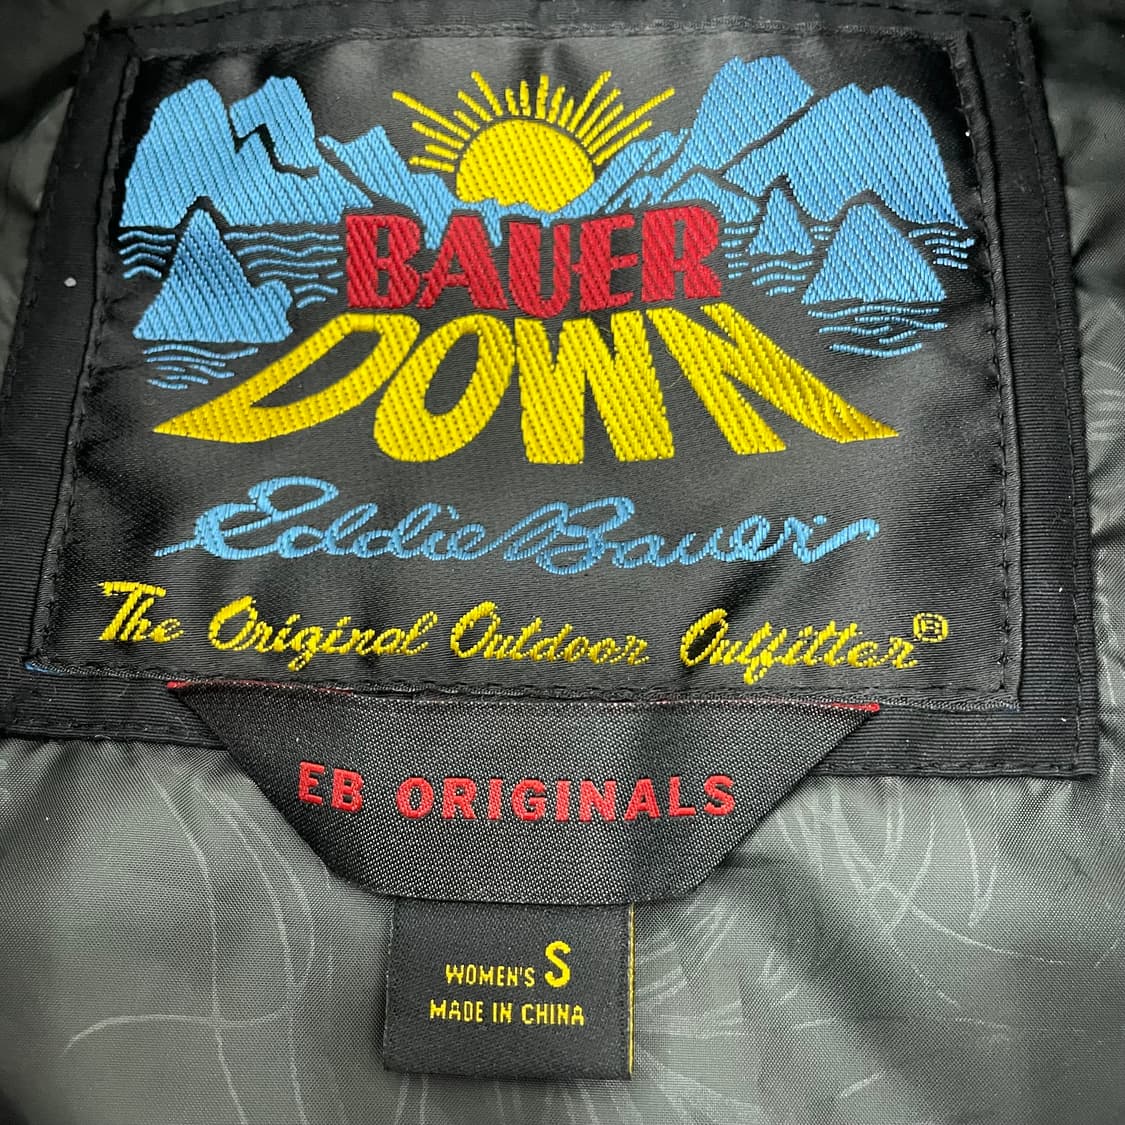 BAUER
DOWN
Eddie Bauer
The Original Outdoor Outfitter®
EB ORIGINALS
WOMEN'S S
MADE IN CHINA